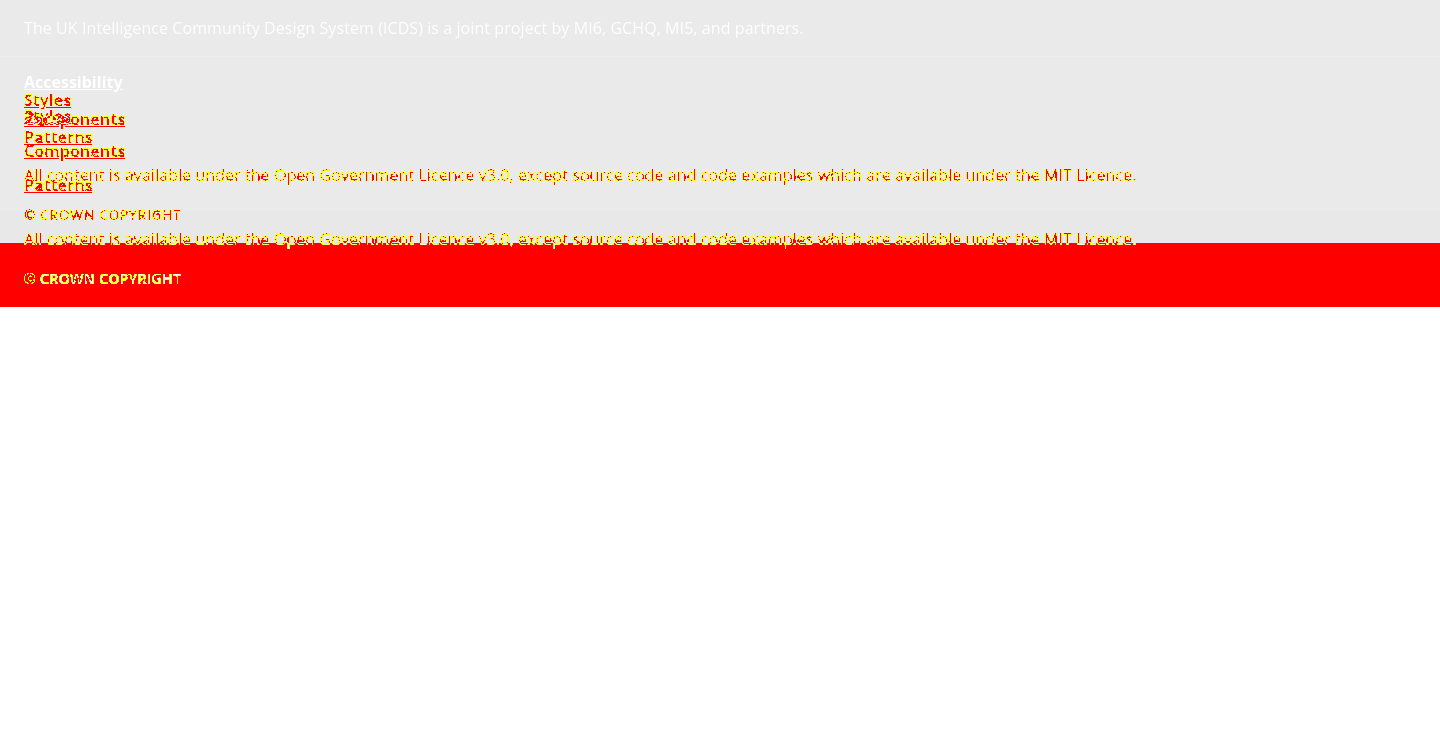 The UK Intelligence Community Design System (ICDS) is a joint project by MI6, GCHQ, MI5, and partners.
Accessibility
Styles
Styles
Components
Patterns
Components
All content is available under the Open Government Licence v3.0, except source code and code examples which are available under the MIT Licence.
Patterns
© CROWN COPYRIGHT
All content is available under the Open Government Licence v3.0, except source code and code examples which are available under the MIT Licence.
© CROWN COPYRIGHT